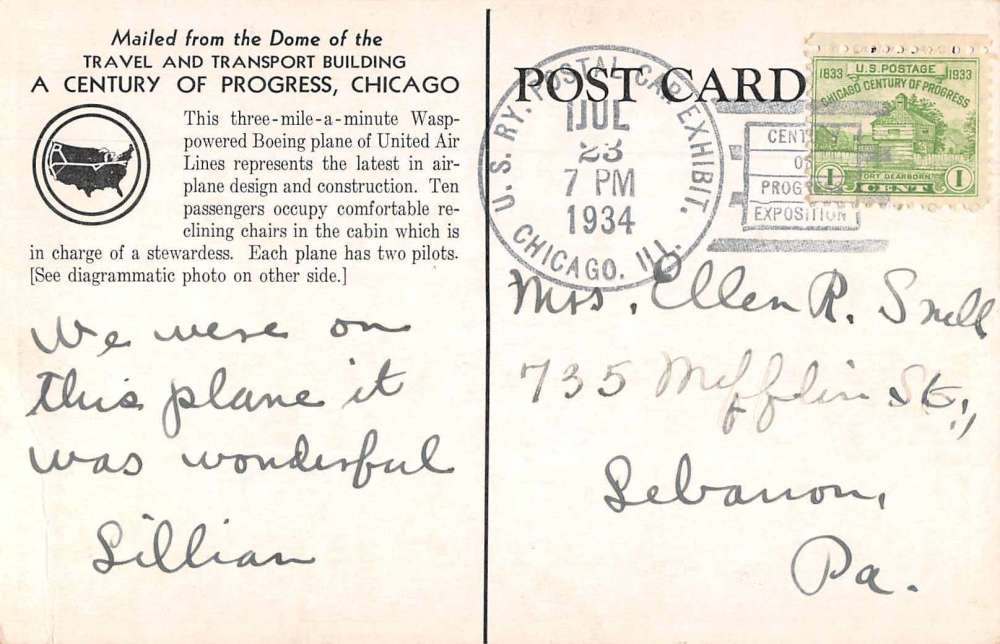 Mailed from the Dome of the
TRAVEL AND TRANSPORT BUILDING
A CENTURY OF PROGRESS, CHICAGO
This three-mile-a-minute Wasp-
powered Boeing plane of United Air
Lines represents the latest in air-
plane design and construction. Ten
passengers occupy comfortable re-
clining chairs in the cabin which is
in charge of a stewardess. Each plane has two pilots.
[See diagrammatic photo on other side.]
We were on
this plane it
was wonderful
Lillian
POST CARD
U.S. RY. POSTAL CAR EXHIBIT.
CHICAGO. ILL
JUL
23
7 PM
1934
CENTURY
OF
PROGRESS
EXPOSITION
1833 U.S. POSTAGE 1933
CHICAGO CENTURY OF PROGRESS
FORT DEARBORN
1 CENT 1
Mrs. Ellen R. Snell
735 Mifflin St.,
Lebanon,
Pa.